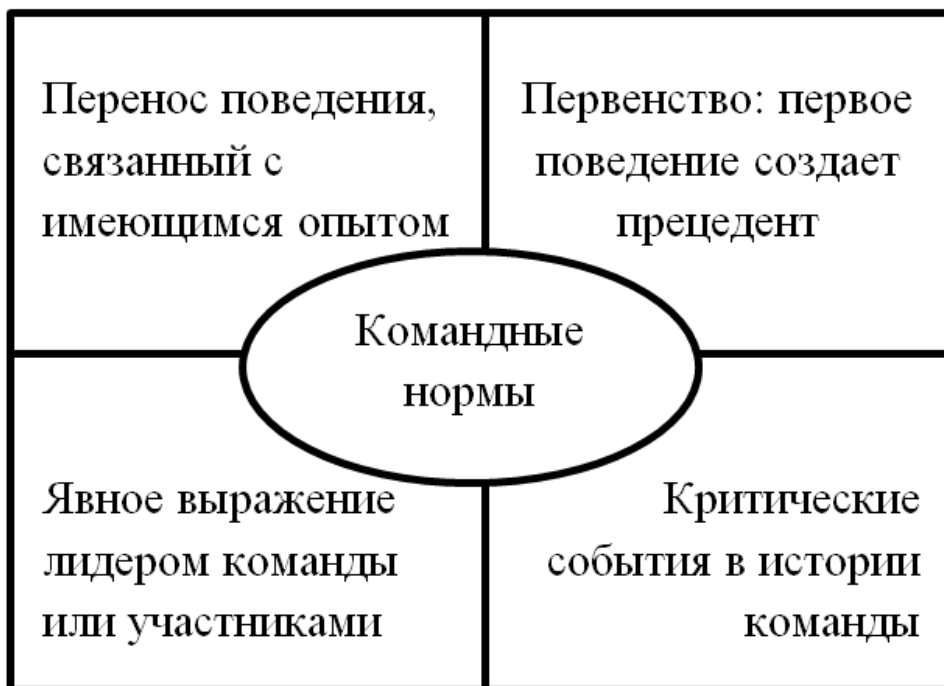 Перенос поведения,
связанный с
имеющимся опытом
Первенство: первое
поведение создает
прецедент
Командные
нормы
Явное выражение
лидером команды
или участниками
Критические
события в истории
команды